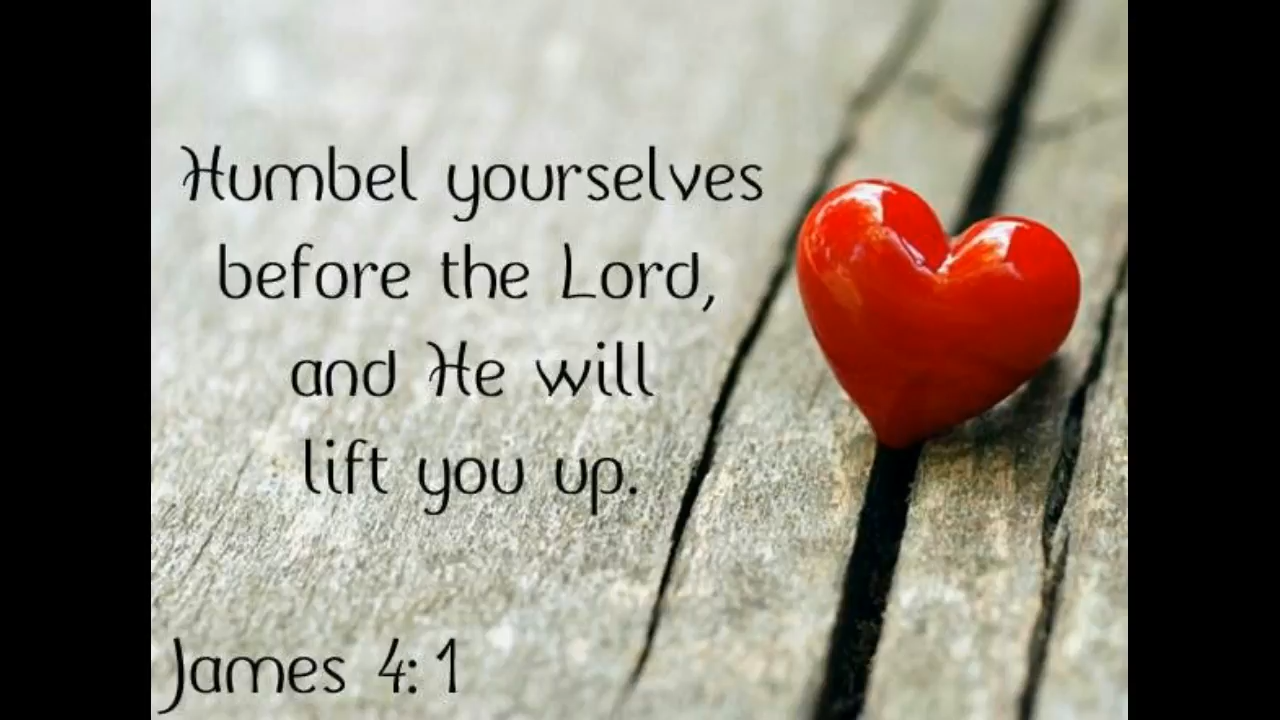 Humbel yourselves
before the Lord,
and He will
lift you up.
James 4:1